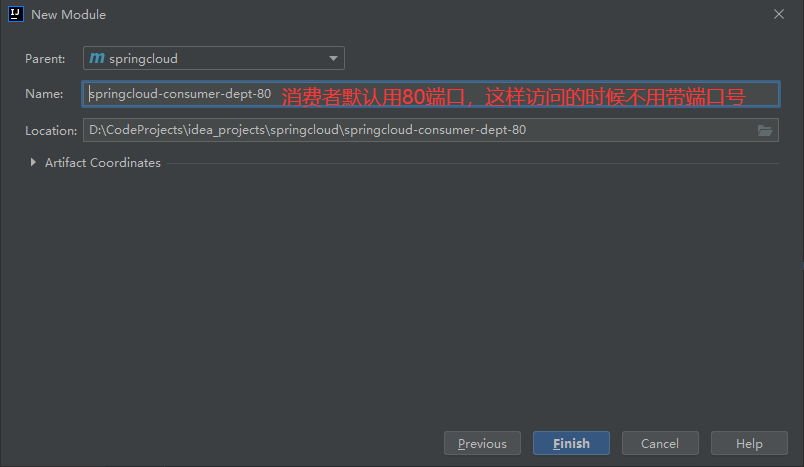 New Module
Parent: m springcloud
Name: springcloud-consumer-dept-80 消费者默认用80端口，这样访问的时候不用带端口号
Location: D:\CodeProjects\idea_projects\springcloud\springcloud-consumer-dept-80
Artifact Coordinates
Previous Finish Cancel Help